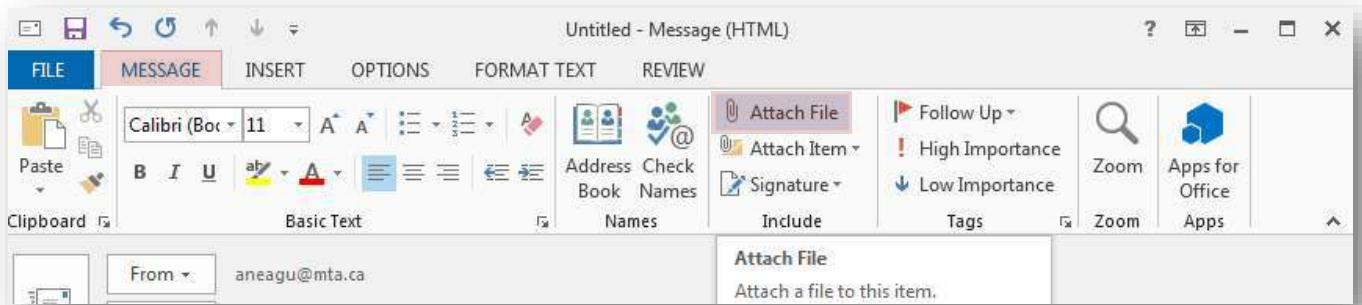 Untitled - Message (HTML)
?
FILE MESSAGE INSERT OPTIONS FORMAT TEXT REVIEW
Calibri (Boc 11 A A Attach File Follow Up
Attach Item ! High Importance
Paste B I U aby A Address Check Signature Low Importance Zoom Apps for
Book Names Office
Clipboard Basic Text Names Include Tags Zoom Apps
From aneagu@mta.ca
Attach File
Attach a file to this item.